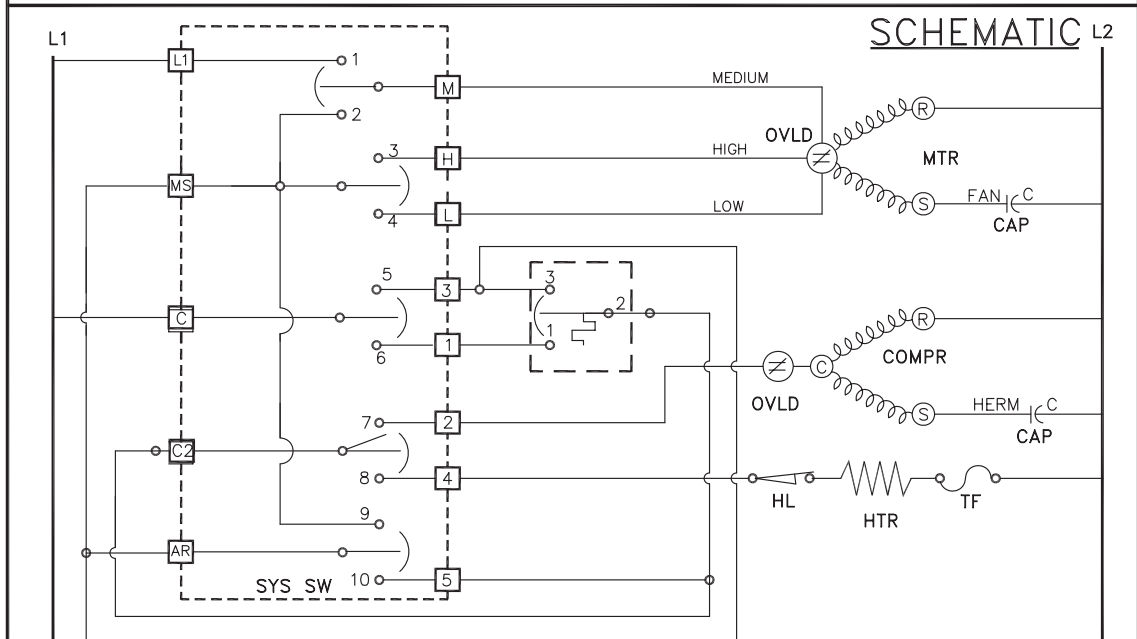 SCHEMATIC
L1
L2
L1
1
M
MEDIUM
R
2
OVLD
3
H
HIGH
MTR
MS
4
L
LOW
S
FAN
C
CAP
5
3
3
2
C
R
6
1
1
COMPR
C
OVLD
7
2
HERM
C
S
CAP
C2
8
4
HL
HTR
TF
9
AR
10
5
SYS SW